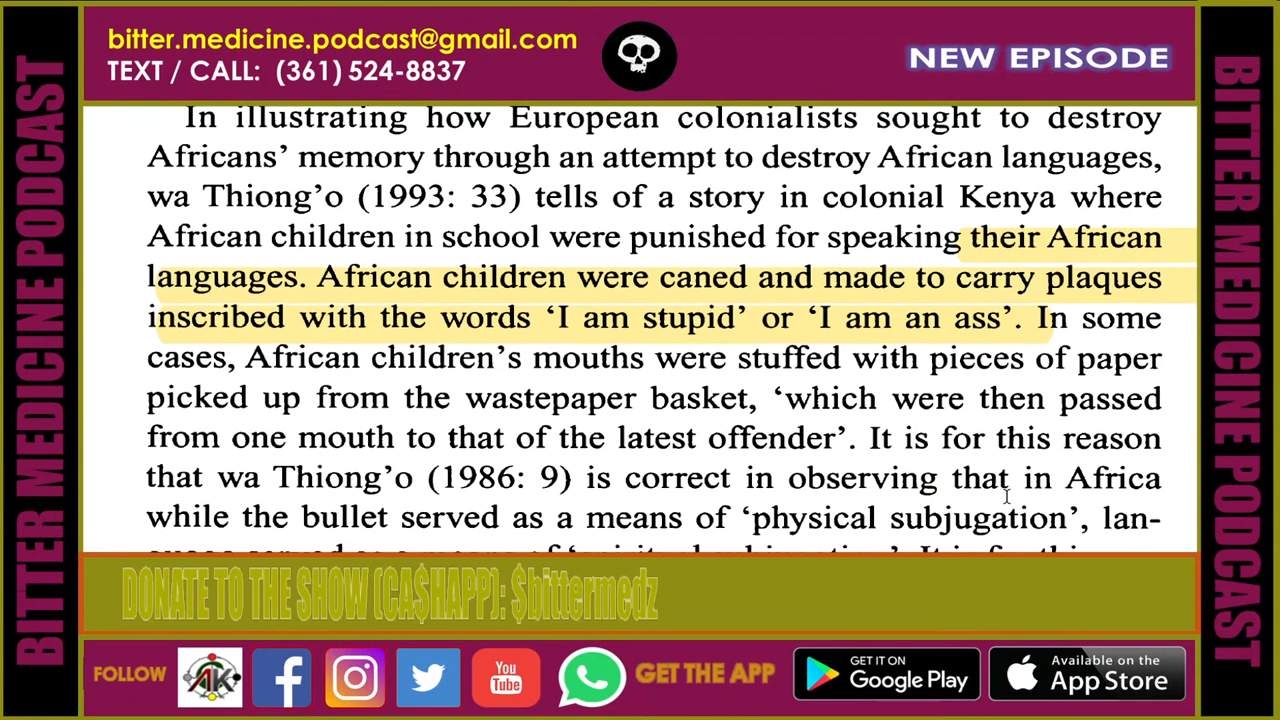 BITTER MEDICINE PODCAST
bitter.medicine.podcast@gmail.com
TEXT / CALL: (361) 524-8837
NEW EPISODE
In illustrating how European colonialists sought to destroy
Africans’ memory through an attempt to destroy African languages,
wa Thiong’o (1993: 33) tells of a story in colonial Kenya where
African children in school were punished for speaking their African
languages. African children were caned and made to carry plaques
inscribed with the words ‘I am stupid’ or ‘I am an ass’. In some
cases, African children’s mouths were stuffed with pieces of paper
picked up from the wastepaper basket, ‘which were then passed
from one mouth to that of the latest offender’. It is for this reason
that wa Thiong’o (1986: 9) is correct in observing that in Africa
while the bullet served as a means of ‘physical subjugation’, lan-
DONATE TO THE SHOW (CA$HAPP): $bittermedz
FOLLOW
You
Tube
GET THE APP
GET IT ON
Google Play
Available on the
App Store
BITTER MEDICINE PODCAST